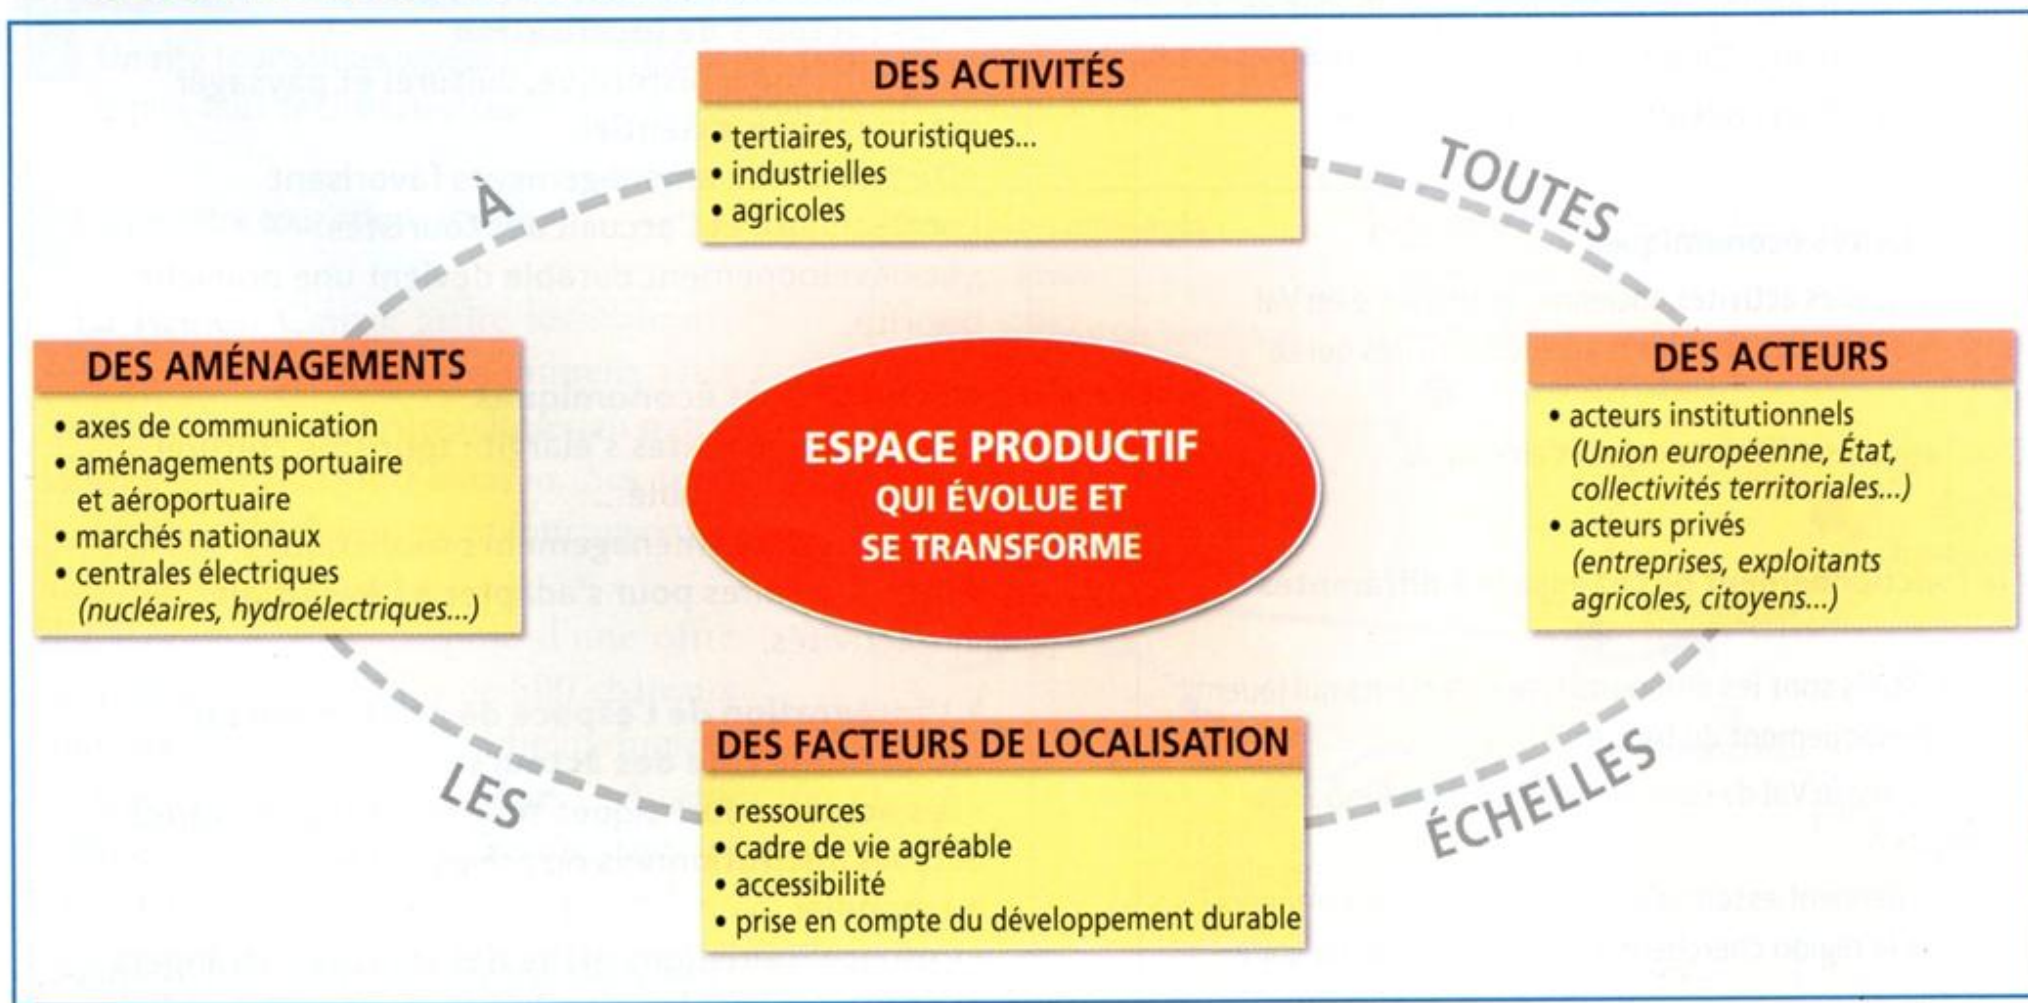 DES ACTIVITÉS
• tertiaires, touristiques...
• industrielles
• agricoles
À
TOUTES
DES AMÉNAGEMENTS
• axes de communication
• aménagements portuaire
et aéroportuaire
• marchés nationaux
• centrales électriques
(nucléaires, hydroélectriques...)
ESPACE PRODUCTIF
QUI ÉVOLUE ET
SE TRANSFORME
DES ACTEURS
• acteurs institutionnels
(Union européenne, État,
collectivités territoriales...)
• acteurs privés
(entreprises, exploitants
agricoles, citoyens...)
LES
ÉCHELLES
DES FACTEURS DE LOCALISATION
• ressources
• cadre de vie agréable
• accessibilité
• prise en compte du développement durable